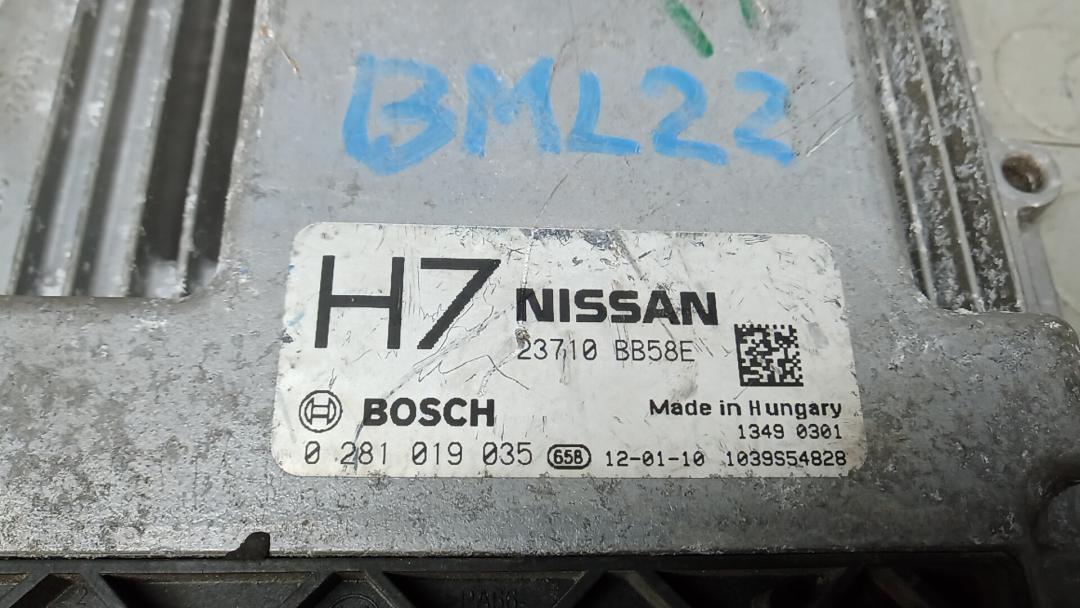 BML22
H7
NISSAN
23710 BB58E
BOSCH
Made in Hungary
1349 0301
0 281 019 035 658 12-01-10 1039S54828